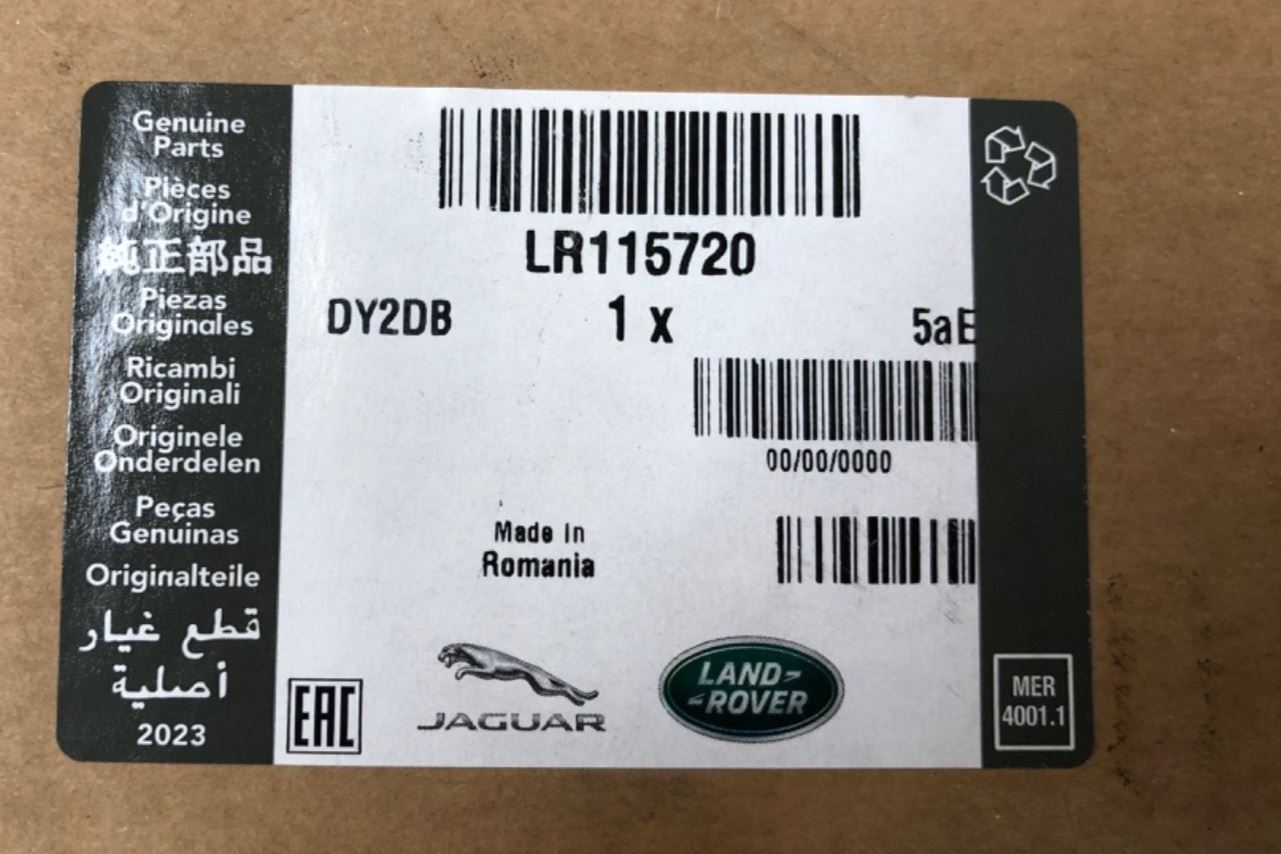 Genuine
Parts
Pièces
d'Origine
純正部品
Piezas
Originales
Ricambi
Originali
Originele
Onderdelen
Peças
Genuinas
Originalteile
قطع غيار
أصلية
2023
LR115720
DY2DB 1 x 5aE
00/00/0000
Made In
Romania
EAC
JAGUAR
LAND-
-ROVER
MER
4001.1